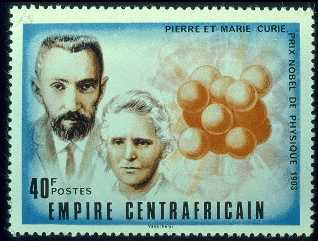 PIERRE ET MARIE CURIE,
PRIX NOBEL DE PHYSIQUE 1903
40F
POSTES
EMPIRE CENTRAFRICAIN